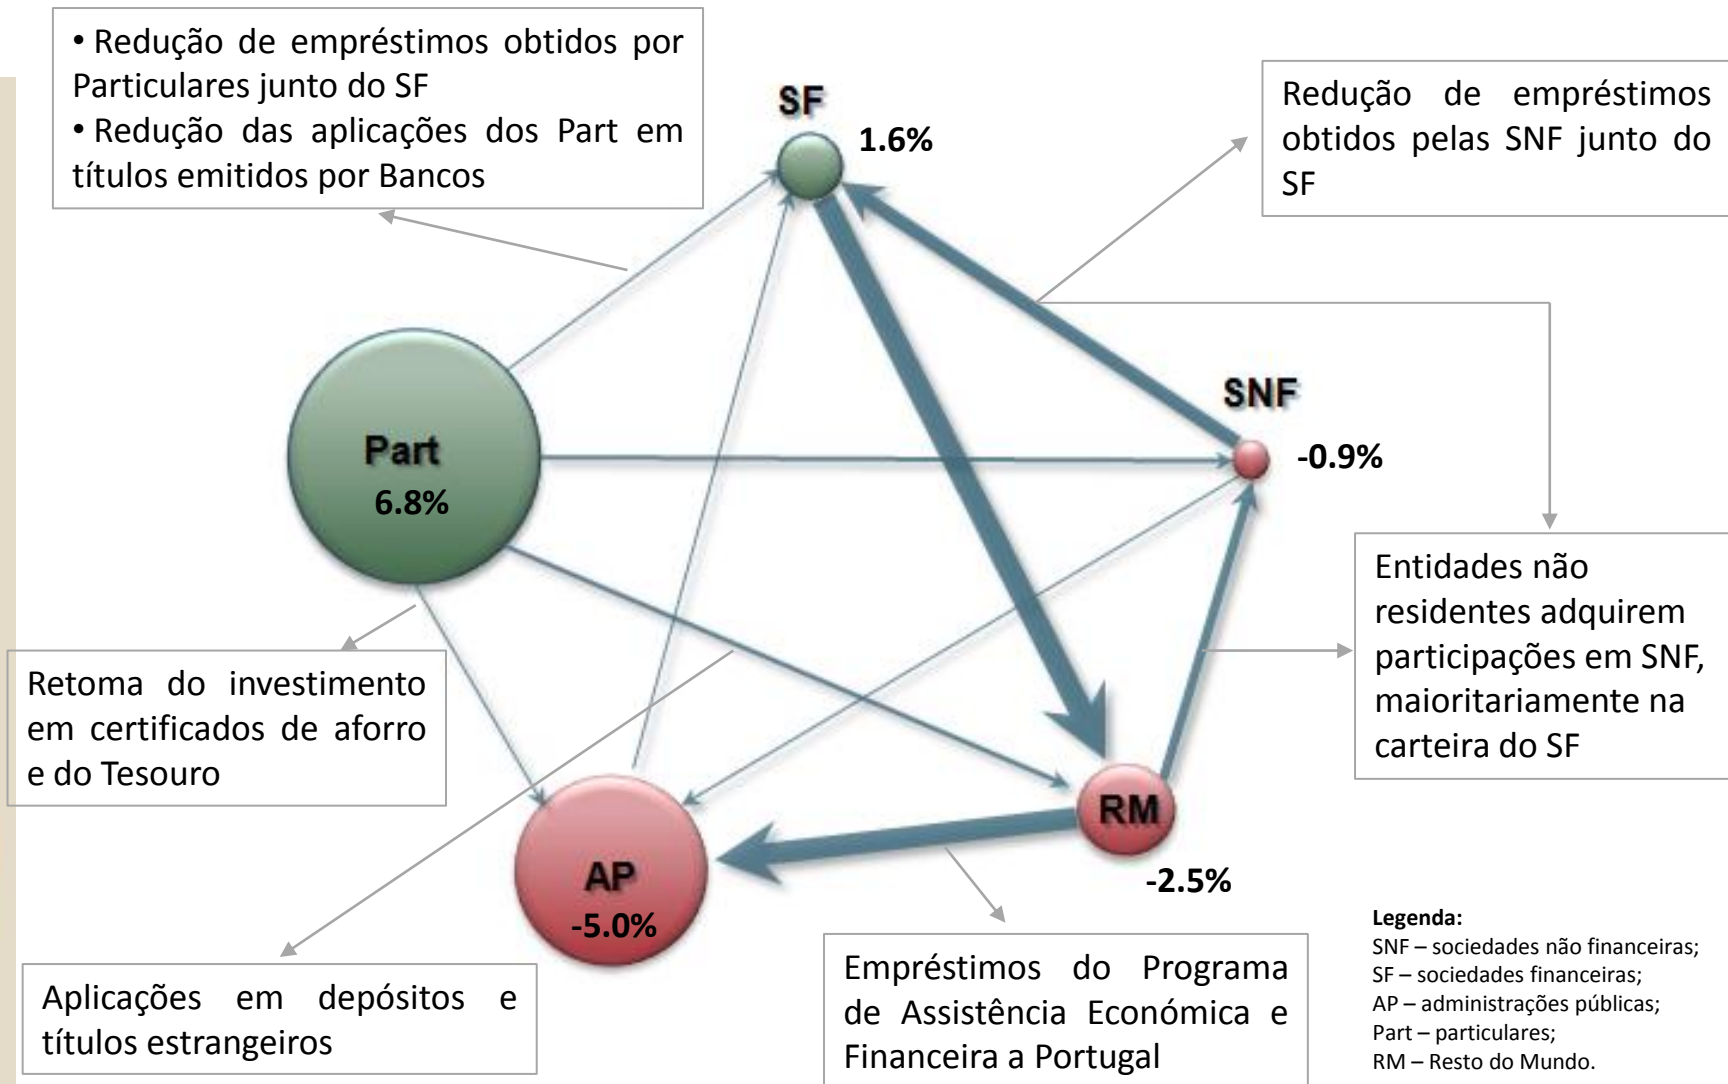 • Redução de empréstimos obtidos por
Particulares junto do SF
• Redução das aplicações dos Part em
títulos emitidos por Bancos
SF
1.6%
Redução de empréstimos
obtidos pelas SNF junto do
SF
SNF
-0.9%
Part
6.8%
Entidades não
residentes adquirem
participações em SNF,
maioritariamente na
carteira do SF
Retoma do investimento
em certificados de aforro
e do Tesouro
RM
-2.5%
AP
-5.0%
Aplicações em depósitos e
títulos estrangeiros
Empréstimos do Programa
de Assistência Económica e
Financeira a Portugal
Legenda:
SNF – sociedades não financeiras;
SF – sociedades financeiras;
AP – administrações públicas;
Part – particulares;
RM – Resto do Mundo.